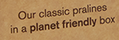 Our classic pralines
in a planet friendly box